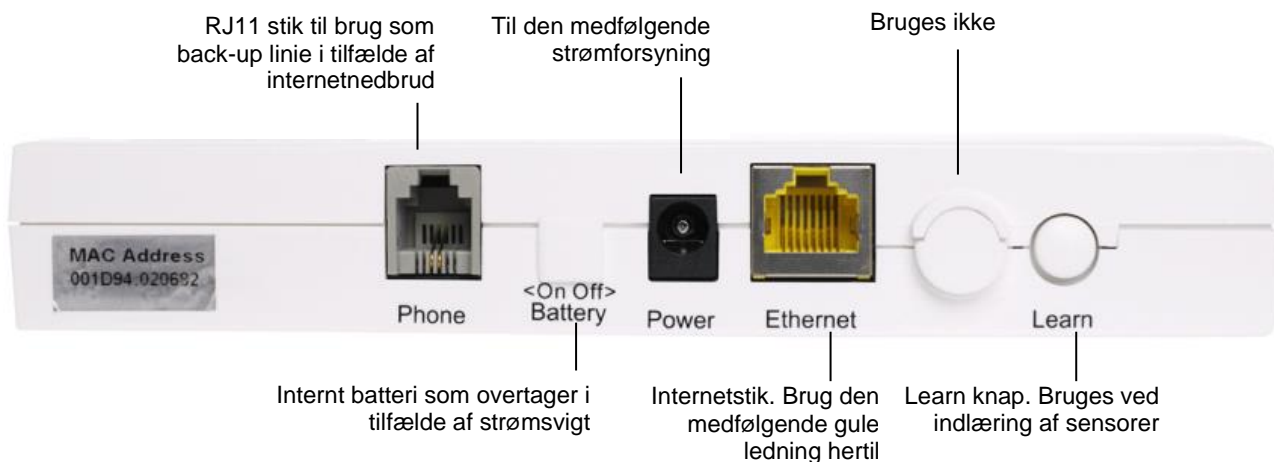 RJ11 stik til brug som
back-up linie i tilfælde af
internetnedbrud
Til den medfølgende
strømforsyning
Bruges ikke
MAC Address
001D94:020682
Phone
<On Off>
Battery
Power
Ethernet
Learn
Internt batteri som overtager i
tilfælde af strømsvigt
Internetstik. Brug den
medfølgende gule
ledning hertil
Learn knap. Bruges ved
indlæring af sensorer